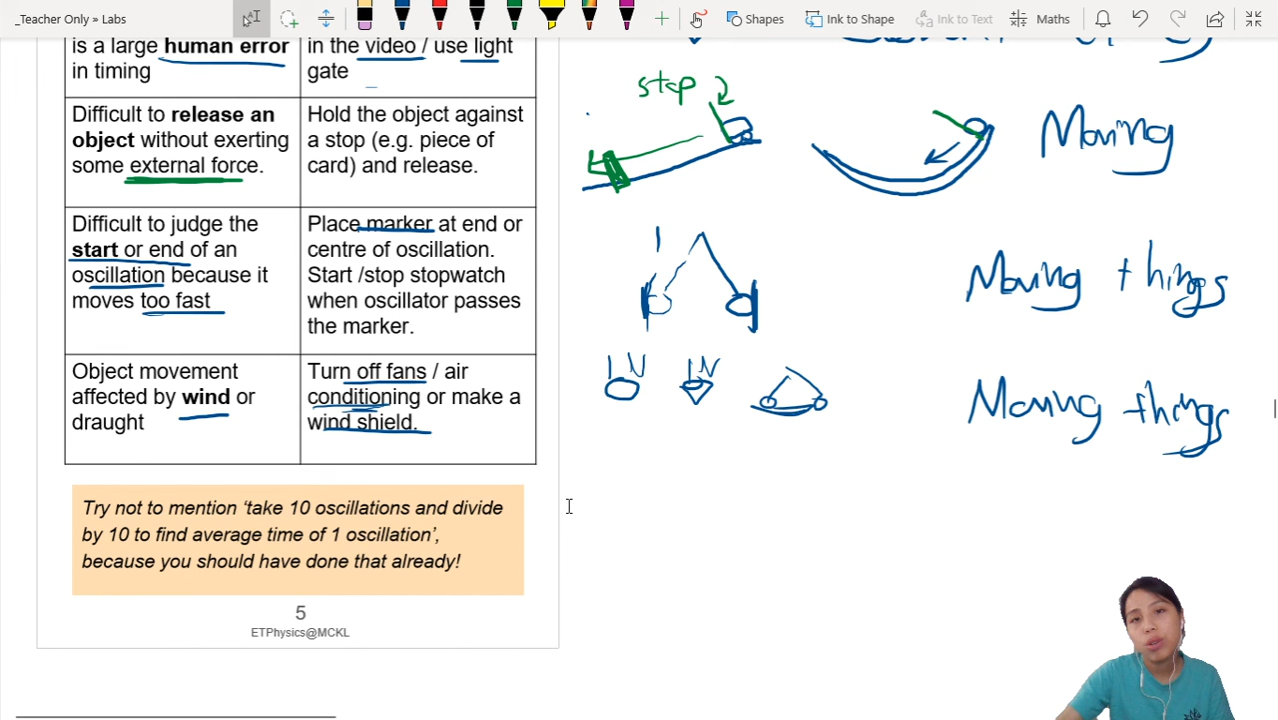 _Teacher Only » Labs
Shapes
Ink to Shape
Ink to Text
Maths
is a large human error
in timing
in the video / use light
gate
Difficult to release an
object without exerting
some external force.
Hold the object against
a stop (e.g. piece of
card) and release.
stop
Moving
Difficult to judge the
start or end of an
oscillation because it
moves too fast
Place marker at end or
centre of oscillation.
Start /stop stopwatch
when oscillator passes
the marker.
Moving things
Object movement
affected by wind or
draught
Turn off fans / air
conditioning or make a
wind shield.
Moving things
Try not to mention ‘take 10 oscillations and divide
by 10 to find average time of 1 oscillation’,
because you should have done that already!
5
ETPhysics@MCKL